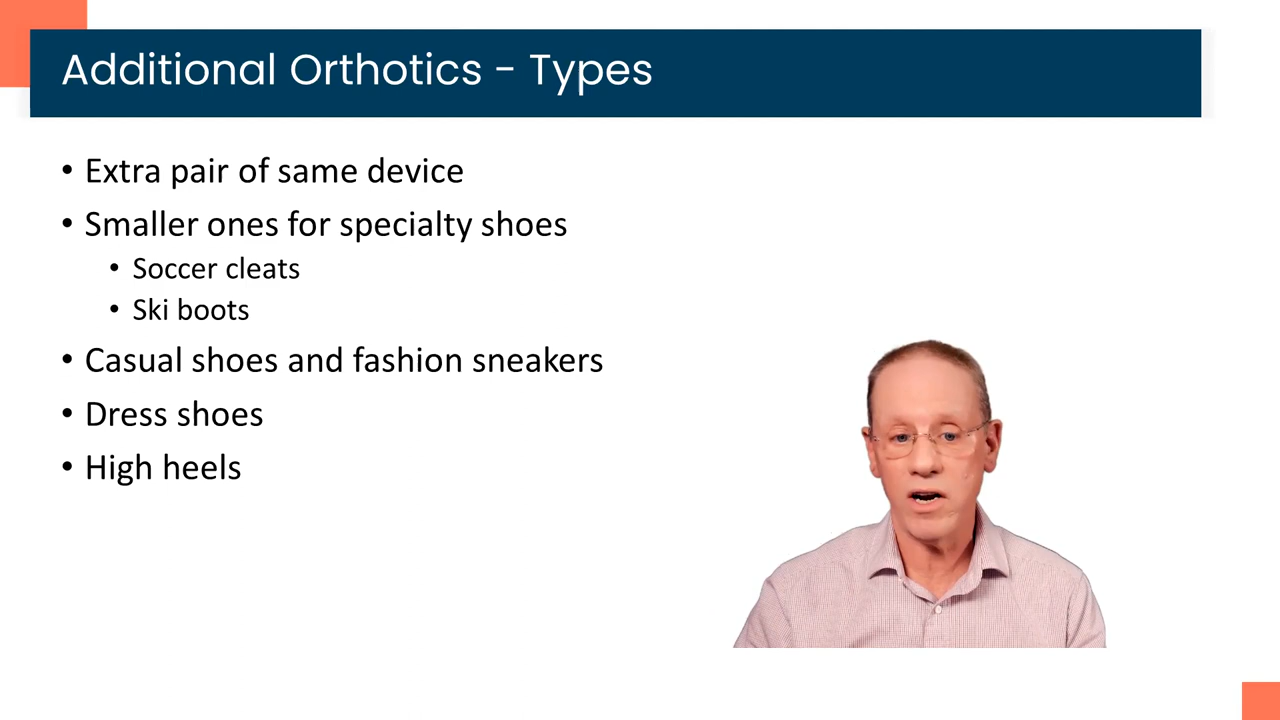 Additional Orthotics - Types
• Extra pair of same device
• Smaller ones for specialty shoes
• Soccer cleats
• Ski boots
• Casual shoes and fashion sneakers
• Dress shoes
• High heels